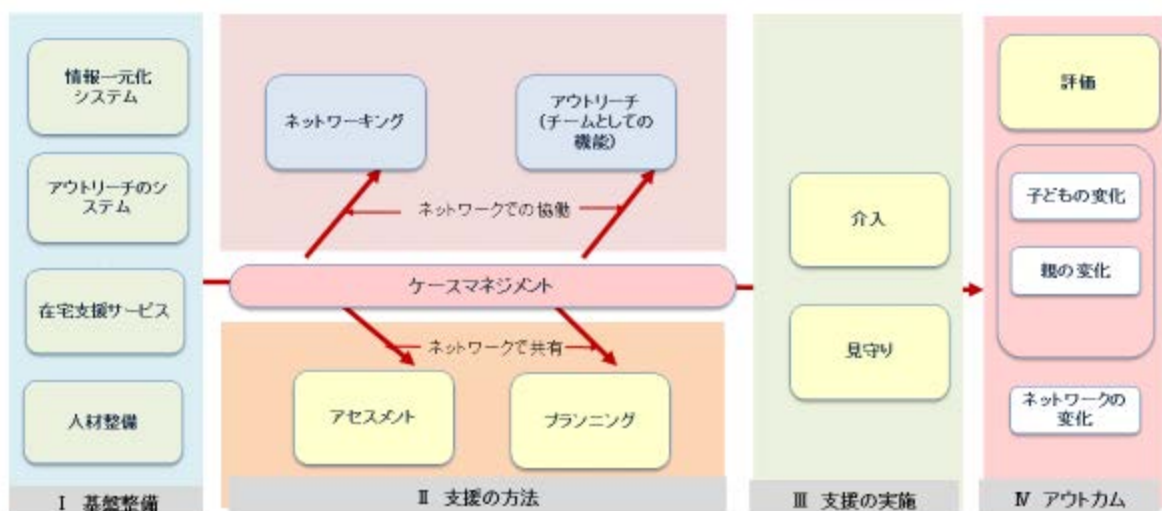 情報一元化
システム
アウトリーチのシ
ステム
在宅支援サービス
人材整備
Ⅰ 基盤整備
ネットワーキング
アウトリーチ
(チームとしての
機能)
ネットワークでの協働
ケースマネジメント
ネットワークで共有
アセスメント
プランニング
Ⅱ 支援の方法
介入
見守り
Ⅲ 支援の実施
評価
子どもの変化
親の変化
ネットワークの
変化
Ⅳ アウトカム